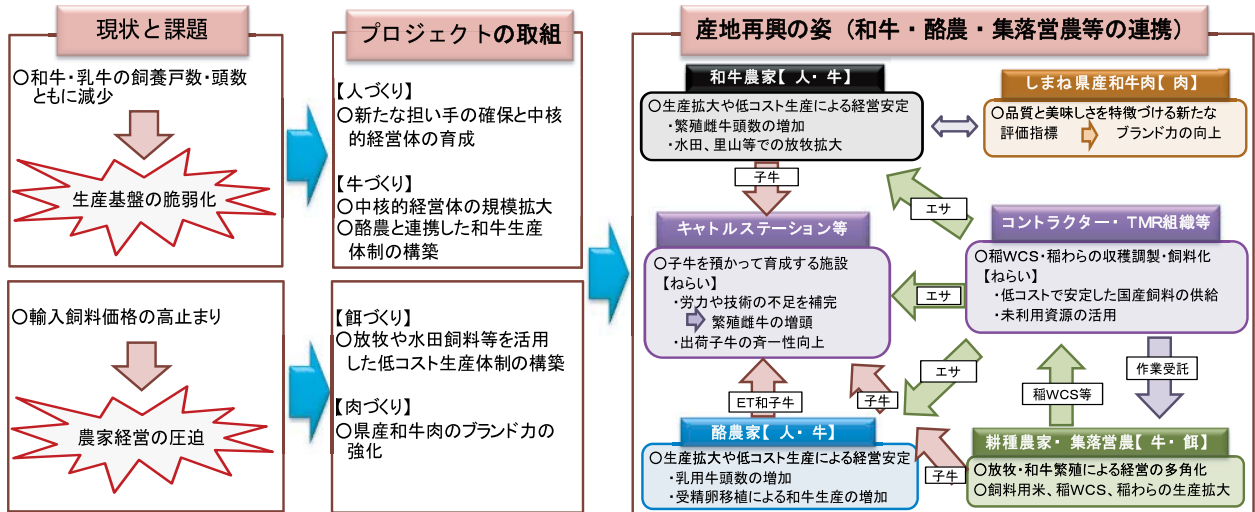 現状と課題
○和牛・乳牛の飼養戸数・頭数
ともに減少
生産基盤の脆弱化
○輸入飼料価格の高止まり
農家経営の圧迫
プロジェクトの取組
【人づくり】
○新たな担い手の確保と中核
的経営体の育成
【牛づくり】
○中核的経営体の規模拡大
○酪農と連携した和牛生産
体制の構築
【餌づくり】
○放牧や水田飼料等を活用
した低コスト生産体制の構築
【肉づくり】
○県産和牛肉のブランド力の
強化
産地再興の姿（和牛・酪農・集落営農等の連携）
和牛農家【人・牛】
○生産拡大や低コスト生産による経営安定
・繁殖雌牛頭数の増加
・水田、里山等での放牧拡大
しまね県産和牛肉【肉】
○品質と美味しさを特徴づける新たな
評価指標 ブランド力の向上
子牛
エサ
キャトルステーション等
○子牛を預かって育成する施設
【ねらい】
・労力や技術の不足を補完
繁殖雌牛の増頭
・出荷子牛の斉一性向上
エサ
コントラクター・TMR組織等
○稲WCS・稲わらの収穫調製・飼料化
【ねらい】
・低コストで安定した国産飼料の供給
・未利用資源の活用
エサ
作業受託
ET和子牛
子牛
稲WCS等
酪農家【人・牛】
○生産拡大や低コスト生産による経営安定
・乳用牛頭数の増加
・受精卵移植による和牛生産の増加
子牛
耕種農家・集落営農【牛・餌】
○放牧・和牛繁殖による経営の多角化
○飼料用米、稲WCS、稲わらの生産拡大